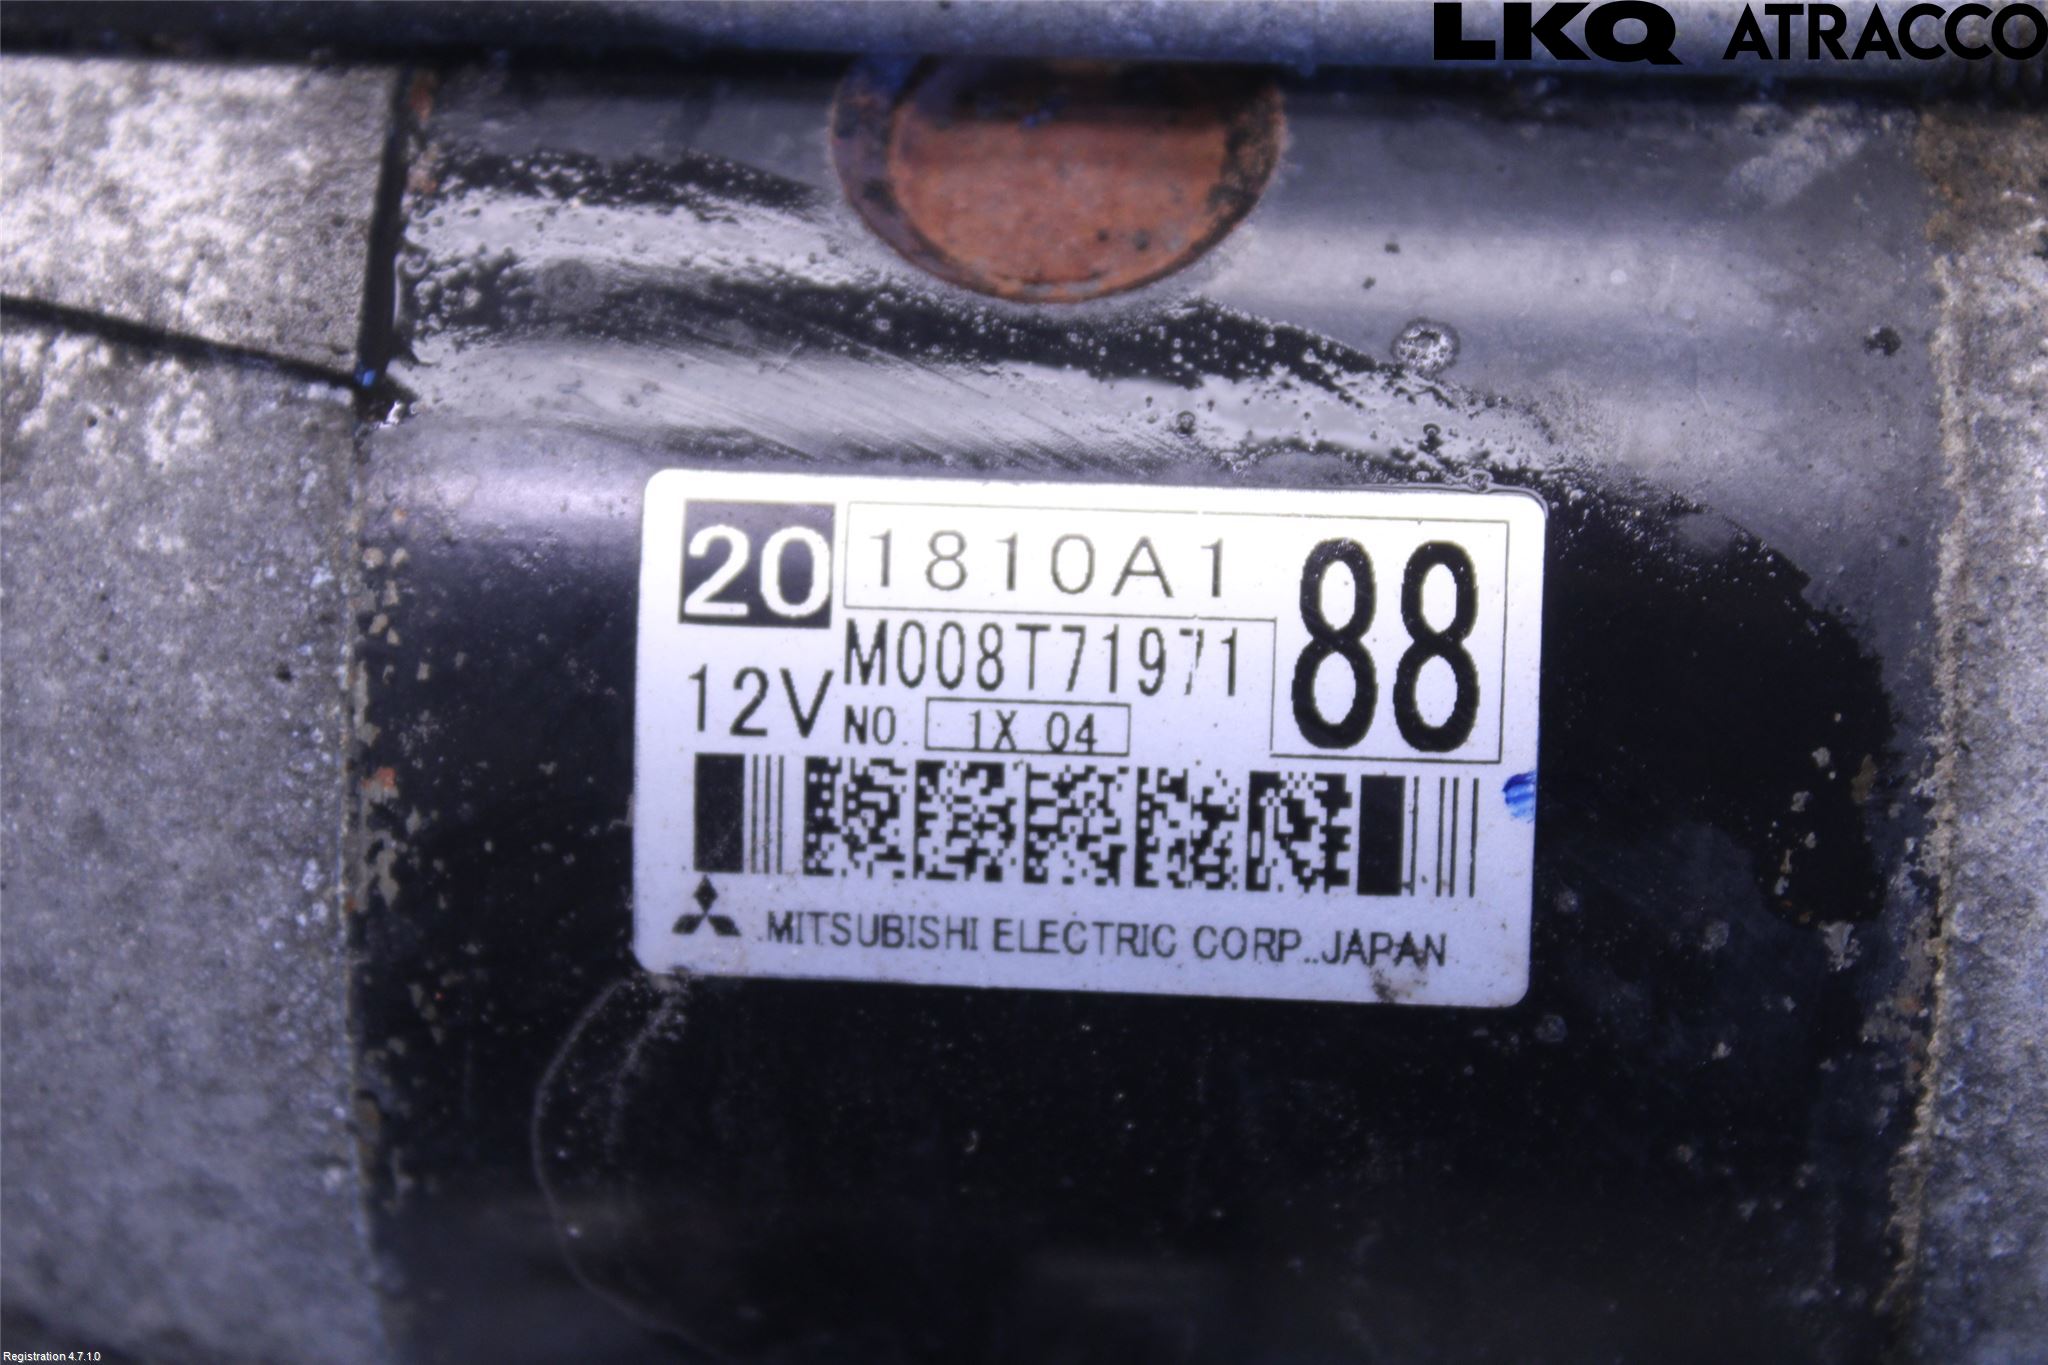 LKQ ATRACCO
20 1810A1 88
M008T71971
12V
NO. 1X 04
MITSUBISHI ELECTRIC CORP. JAPAN
Registration 4.7.1.0